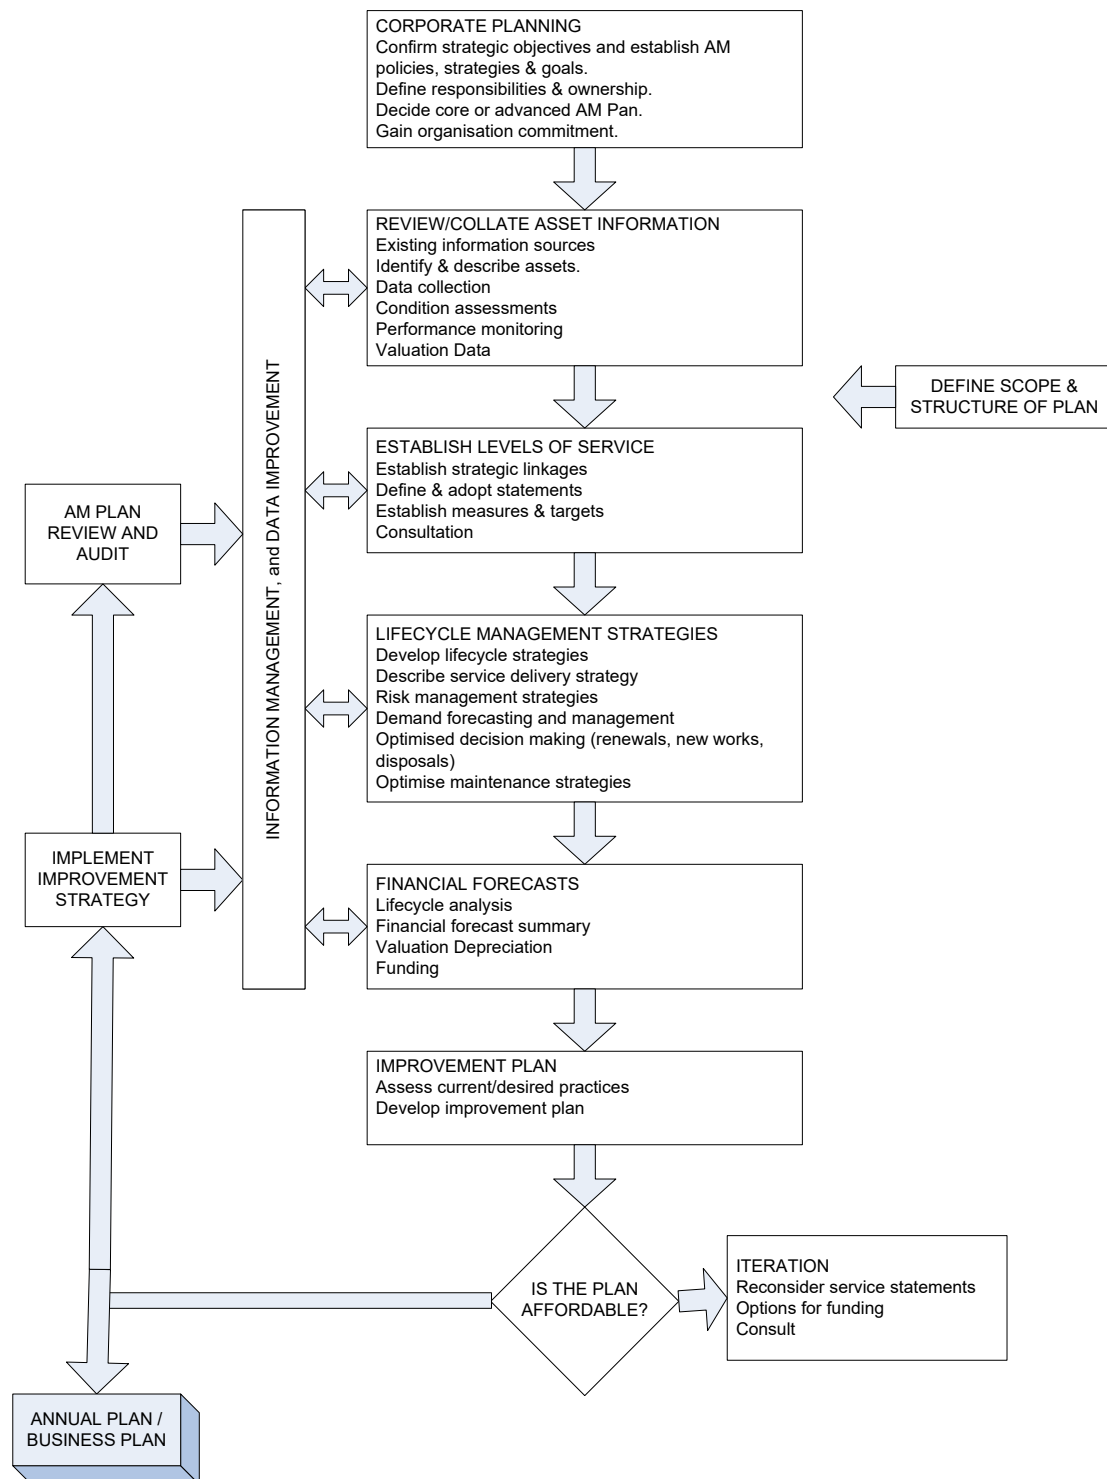 CORPORATE PLANNING
Confirm strategic objectives and establish AM
policies, strategies & goals.
Define responsibilities & ownership.
Decide core or advanced AM Pan.
Gain organisation commitment.
REVIEW/COLLATE ASSET INFORMATION
Existing information sources
Identify & describe assets.
Data collection
Condition assessments
Performance monitoring
Valuation Data
INFORMATION MANAGEMENT, and DATA IMPROVEMENT
DEFINE SCOPE &
STRUCTURE OF PLAN
ESTABLISH LEVELS OF SERVICE
Establish strategic linkages
Define & adopt statements
Establish measures & targets
Consultation
AM PLAN
REVIEW AND
AUDIT
LIFECYCLE MANAGEMENT STRATEGIES
Develop lifecycle strategies
Describe service delivery strategy
Risk management strategies
Demand forecasting and management
Optimised decision making (renewals, new works,
disposals)
Optimise maintenance strategies
IMPLEMENT
IMPROVEMENT
STRATEGY
FINANCIAL FORECASTS
Lifecycle analysis
Financial forecast summary
Valuation Depreciation
Funding
IMPROVEMENT PLAN
Assess current/desired practices
Develop improvement plan
IS THE PLAN
AFFORDABLE?
ITERATION
Reconsider service statements
Options for funding
Consult
ANNUAL PLAN /
BUSINESS PLAN